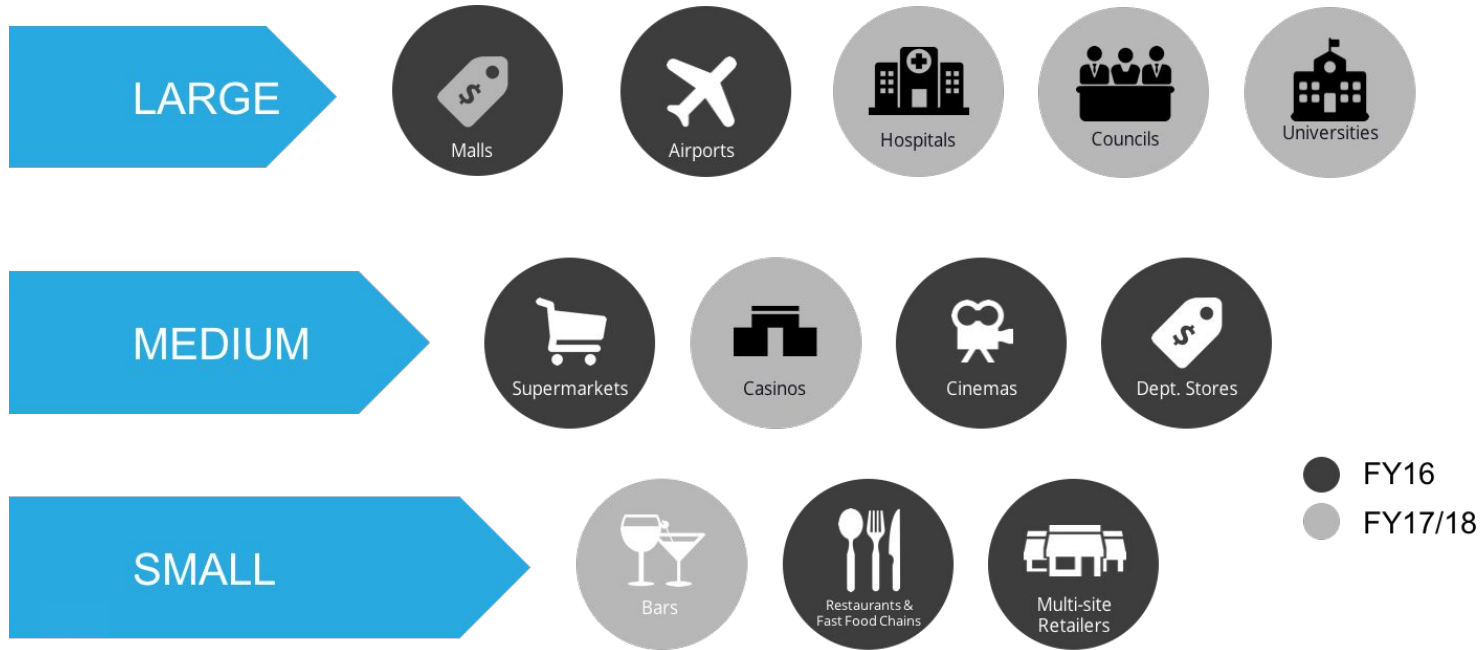 LARGE
$
Malls
Airports
Hospitals
Councils
Universities
MEDIUM
Supermarkets
Casinos
Cinemas
$
Dept. Stores
FY16
FY17/18
SMALL
Bars
Restaurants &
Fast Food Chains
Multi-site
Retailers